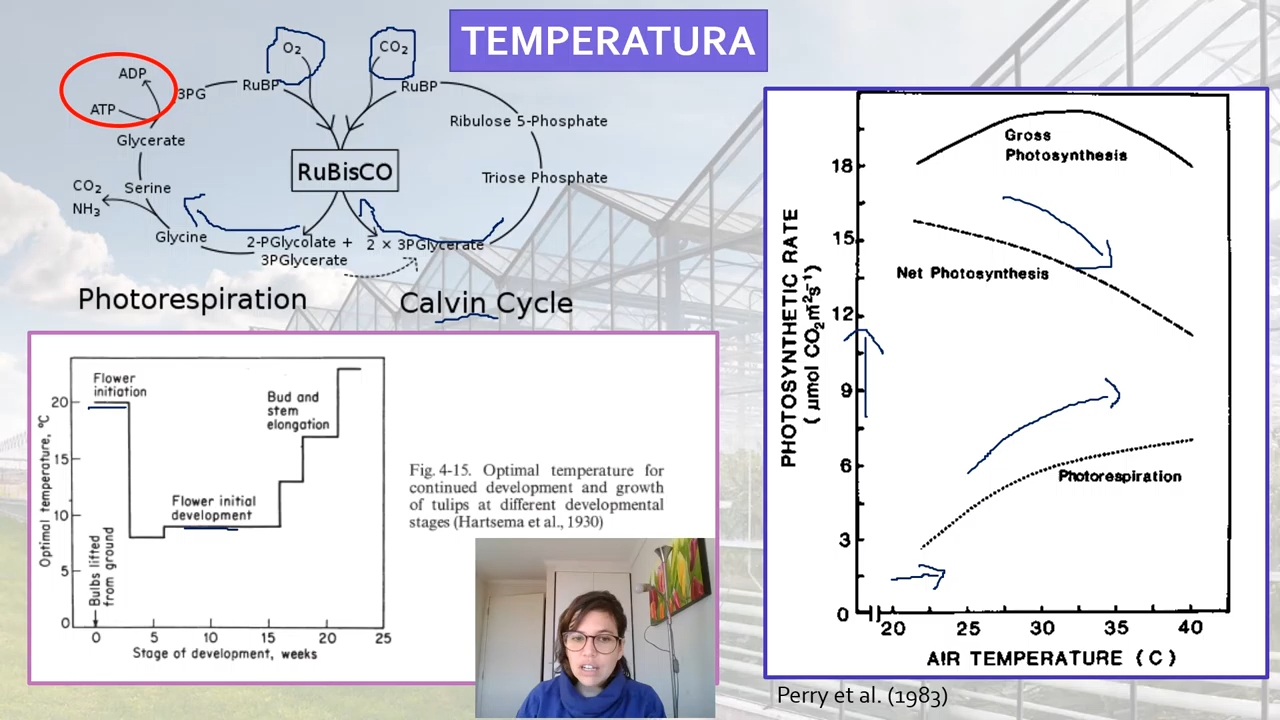 TEMPERATURA
O2
CO2
ADP
3PG
RuBP
RuBP
ATP
Ribulose 5-Phosphate
Glycerate
RuBisCO
Triose Phosphate
CO2
Serine
NH3
Glycine
2-PGlycolate +
3PGlycerate
2 × 3PGlycerate
Photorespiration
Calvin Cycle
Flower
initiation
Bud and
stem
elongation
Flower initial
development
Bulbs lifted
from ground
Optimal temperature, °C
20
15
10
5
0
0 5 10 15 20 25
Stage of development, weeks
Fig. 4-15. Optimal temperature for
continued development and growth
of tulips at different developmental
stages (Hartsema et al., 1930)
Gross
Photosynthesis
Net Photosynthesis
Photorespiration
PHOTOSYNTHETIC RATE
(μmol CO2 m-2 s-1)
18
15
12
9
6
3
0
20 25 30 35 40
AIR TEMPERATURE (C)
Perry et al. (1983)